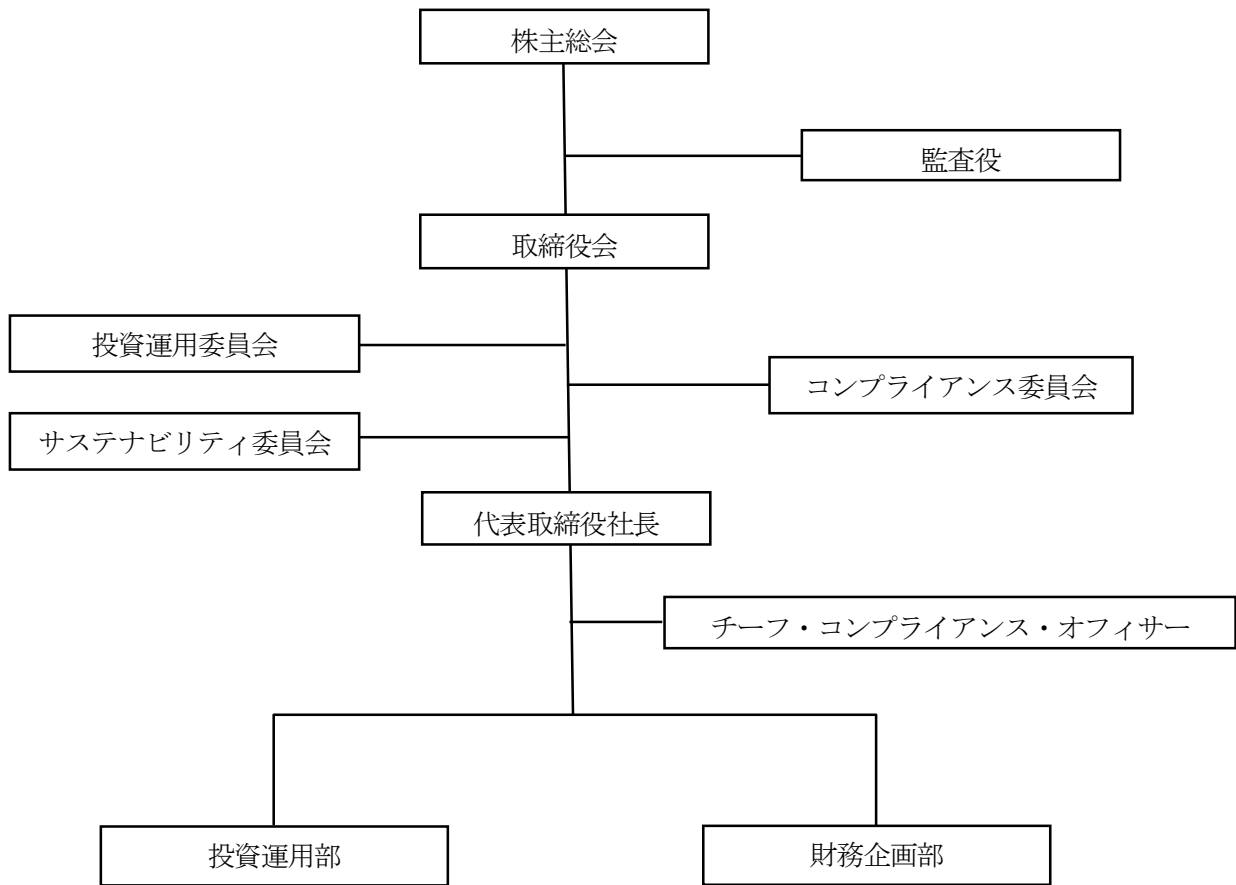 株主総会
監査役
取締役会
投資運用委員会
コンプライアンス委員会
サステナビリティ委員会
代表取締役社長
チーフ・コンプライアンス・オフィサー
投資運用部
財務企画部